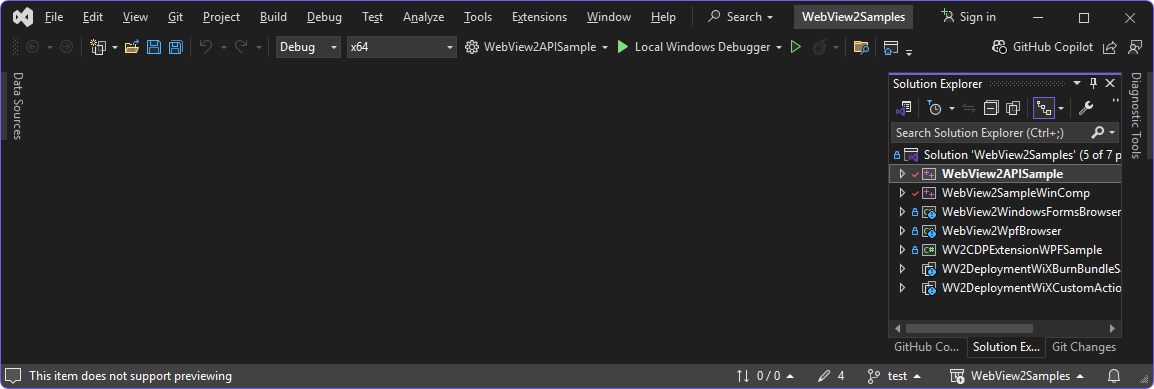 File Edit View Git Project Build Debug Test Analyze Tools Extensions Window Help Search WebView2Samples Sign in
Debug x64 WebView2APISample Local Windows Debugger GitHub Copilot
Data Sources
Solution Explorer
Search Solution Explorer (Ctrl+;)
Solution 'WebView2Samples' (5 of 7 p
WebView2APISample
WebView2SampleWinComp
WebView2WindowsFormsBrowser
WebView2WpfBrowser
WV2CDPExtensionWPFSample
WV2DeploymentWiXBurnBundleSa
WV2DeploymentWiXCustomActio
GitHub Co... Solution Ex... Git Changes
Diagnostic Tools
This item does not support previewing 0 / 0 4 test WebView2Samples